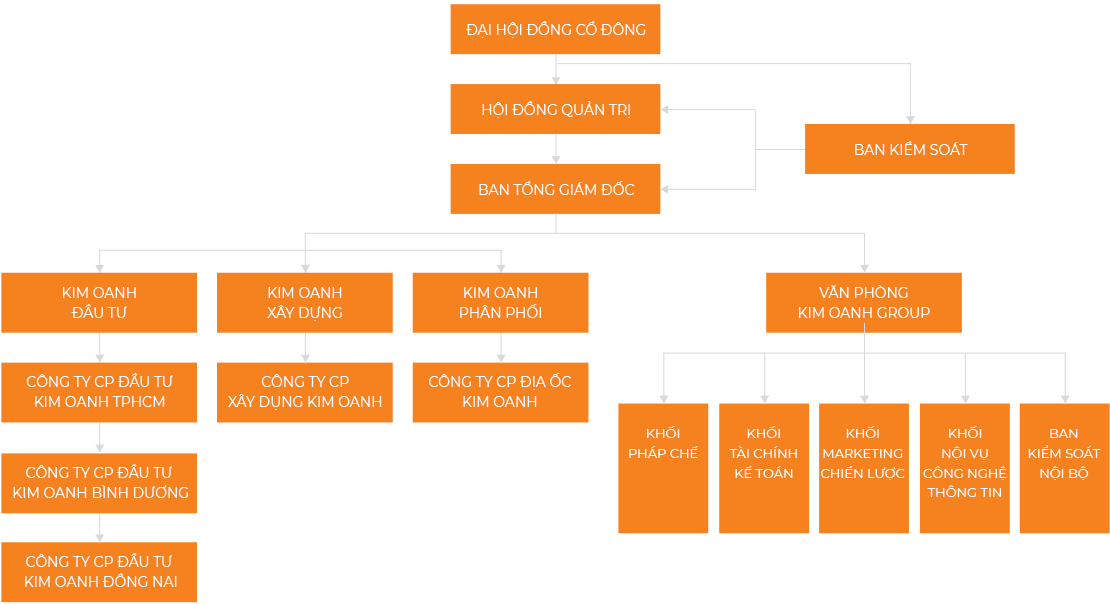 ĐẠI HỘI ĐỒNG CỔ ĐÔNG
HỘI ĐỒNG QUẢN TRỊ
BAN KIỂM SOÁT
BAN TỔNG GIÁM ĐỐC
KIM OANH
ĐẦU TƯ
KIM OANH
XÂY DỰNG
KIM OANH
PHÂN PHỐI
VĂN PHÒNG
KIM OANH GROUP
CÔNG TY CP ĐẦU TƯ
KIM OANH TPHCM
CÔNG TY CP
XÂY DỰNG KIM OANH
CÔNG TY CP ĐỊA ỐC
KIM OANH
CÔNG TY CP ĐẦU TƯ
KIM OANH BÌNH DƯƠNG
CÔNG TY CP ĐẦU TƯ
KIM OANH ĐỒNG NAI
KHỐI
PHÁP CHẾ
KHỐI
TÀI CHÍNH
KẾ TOÁN
KHỐI
MARKETING
CHIẾN LƯỢC
KHỐI
NỘI VỤ
CÔNG NGHỆ
THÔNG TIN
BAN
KIỂM SOÁT
NỘI BỘ